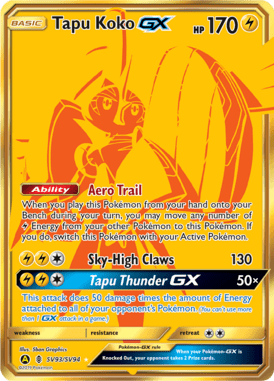 BASIC Tapu Koko GX HP 170
Ability Aero Trail
When you play this Pokémon from your hand onto your
Bench during your turn, you may move any number of
Energy from your other Pokémon to this Pokémon. If
you do, switch this Pokémon with your Active Pokémon.
Sky-High Claws 130
Tapu Thunder GX 50×
This attack does 50 damage times the amount of Energy
attached to all of your opponent's Pokémon. (You can't use more
than 1 GX attack in a game.)
weakness resistance retreat
Illus. Shan Graphics
Pokémon-GX rule
When your Pokémon-GX is
Knocked Out, your opponent takes 2 Prize cards.
SV93/SV94
©2019 Pokémon